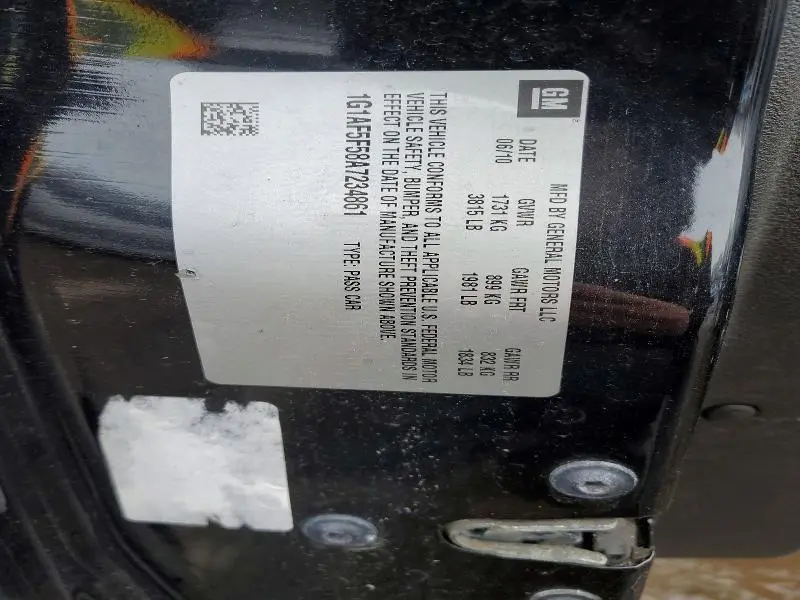 GM
MFD BY GENERAL MOTORS LLC
DATE GVWR GAWR FRT GAWR RR
06/10 1731 KG 899 KG 832 KG
3815 LB 1981 LB 1834 LB
THIS VEHICLE CONFORMS TO ALL APPLICABLE U.S. FEDERAL MOTOR
VEHICLE SAFETY, BUMPER, AND THEFT PREVENTION STANDARDS IN
EFFECT ON THE DATE OF MANUFACTURE SHOWN ABOVE.
1G1AF5F58A7234861 TYPE: PASS CAR